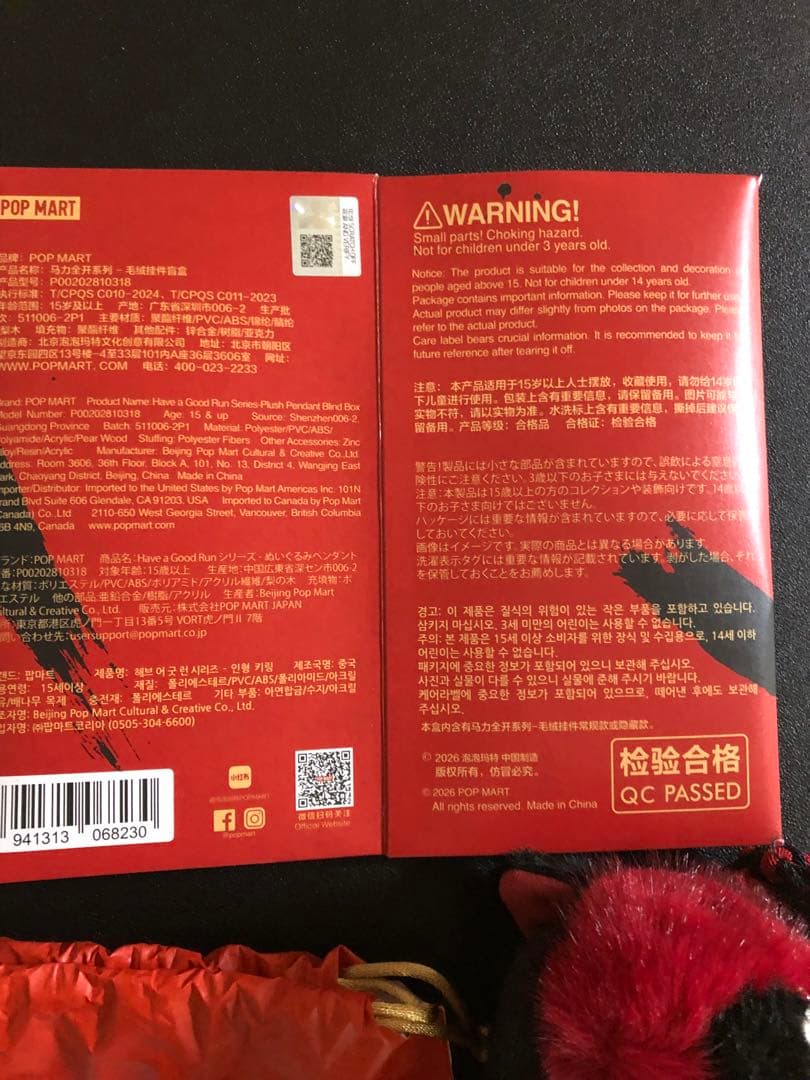 POP MART
品牌: POP MART
产品名称: 马力全开系列 - 毛绒挂件盲盒
产品型号: P00202810318
执行标准: T/CPQS C010-2024、T/CPQS C011-2023
年龄范围: 15岁及以上 产地: 广东省深圳市006-2 生产批
次: 511006-2P1 主要材质: 聚酯纤维/PVC/ABS/锦纶/腈纶
梨木 填充物: 聚酯纤维 其他配件: 锌合金/树脂/亚克力
制造商: 北京泡泡玛特文化创意有限公司 地址: 北京市朝阳区
望京东园四区13号楼-4至33层101内A座36层3606室 网址:
WWW.POPMART.COM 电话: 400-023-2233
Brand: POP MART Product Name: Have a Good Run Series-Plush Pendant Blind Box
Model Number: P00202810318 Age: 15 & up Source: Shenzhen006-2,
Guangdong Province Batch: 511006-2P1 Material: Polyester/PVC/ABS/
Polyamide/Acrylic/Pear Wood Stuffing: Polyester Fibers Other Accessories: Zinc
Alloy/Resin/Acrylic Manufacturer: Beijing Pop Mart Cultural & Creative Co.,Ltd.
Address: Room 3606, 36th Floor, Block A, 101, No. 13, District 4, Wangjing East
Park, Chaoyang District, Beijing, China Made in China
Importer/Distributor: Imported to the United States by Pop Mart Americas Inc. 101N
Brand Blvd Suite 606 Glendale, CA 91203. USA Imported to Canada by Pop Mart
(Canada) Co.,Ltd 2110-650 West Georgia Street, Vancouver, British Columbia
V6B 4N9, Canada www.popmart.com
ブランド: POP MART 商品名: Have a Good Run シリーズ - ぬいぐるみペンダント
番: P00202810318 対象年齢: 15歳以上 生産地: 中国広東省深セン市006-2
な材質: ポリエステル/PVC/ABS/ポリアミド/アクリル繊維/梨の木 充填物: ポ
エステル 他の部品: 亜鉛合金/樹脂/アクリル 生産者: Beijing Pop Mart
Cultural & Creative Co., Ltd. 販売元: 株式会社POP MART JAPAN
所: 東京都港区虎ノ門一丁目13番5号 VORT虎ノ門Ⅱ 7階
問い合わせ先: usersupport@popmart.co.jp
랜드: 팝마트 제품명: 헤브 어 굿 런 시리즈 - 인형 키링 제조국명: 중국
용연령: 15세이상 재질: 폴리에스테르/PVC/ABS/폴리아미드/아크릴
유/배나무 목제 충전재: 폴리에스테르 기타 부품: 아연합금/수지/아크릴
조자명: Beijing Pop Mart Cultural & Creative Co., Ltd.
입자명: ㈜팝마트코리아 (0505-304-6600)
941313 068230
小红书
@popmart
微信扫码关注
Official Website
WARNING!
Small parts! Choking hazard.
Not for children under 3 years old.
Notice: The product is suitable for the collection and decoration
people aged above 15. Not for children under 14 years old.
Package contains important information. Please keep it for further use.
Actual product may differ slightly from photos on the package. Please
refer to the actual product.
Care label bears crucial information. It is recommended to keep it
future reference after tearing it off.
注意: 本产品适用于15岁以上人士摆放，收藏使用，请勿给14岁
下儿童进行使用。包装上含有重要信息，请保留备用。图片可能
实物不符，请以实物为准。水洗标上含有重要信息，撕掉后建议保
留备用。产品等级: 合格品 合格证: 检验合格
警告!製品には小さな部品が含まれていますので、誤飲による窒息
険性にご注意ください。3歳以下のお子さまには与えないでください
注意: 本製品は15歳以上の方のコレクションや装飾向けです。14歳
下のお子さま向けではございません。
パッケージには重要な情報が含まれていますので、必要に応じて保管
しておいてください。
画像はイメージです。実際の商品とは異なる場合があります
洗濯表示タグには重要な情報が記載されています。剥がした場合、それ
を保管しておくことをお薦めします。
경고: 이 제품은 질식의 위험이 있는 작은 부품을 포함하고 있습니다.
삼키지 마십시오. 3세 미만의 어린이는 사용할 수 없습니다.
주의: 본 제품은 15세 이상 소비자를 위한 장식 및 수집용으로, 14세 이하
어린이는 사용할 수 없습니다.
패키지에 중요한 정보가 포함되어 있으니 보관해 주십시오.
사진과 실물이 다를 수 있으니 실물에 준해 주시기 바랍니다.
케어라벨에 중요한 정보가 포함되어 있으므로, 떼어낸 후에도 보관해
주십시오.
本盒内含有马力全开系列-毛绒挂件常规款或隐藏款。
© 2026 泡泡玛特 中国制造
版权所有，仿冒必究。
© 2026 POP MART
All rights reserved. Made in China
检验合格
QC PASSED